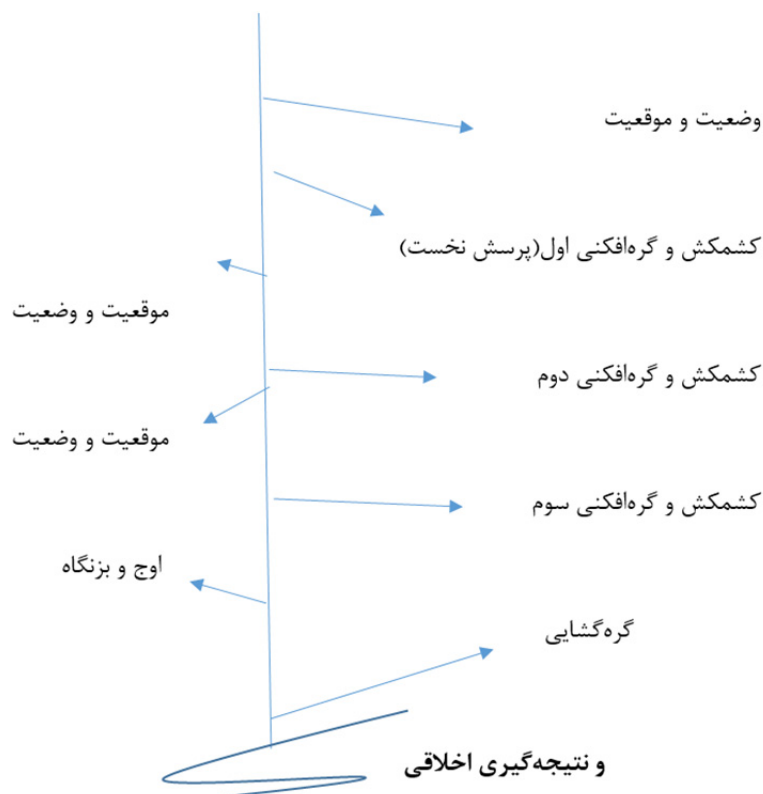 وضعیت و موقعیت
کشمکش و گره‌افکنی اول(پرسش نخست)
موقعیت و وضعیت
کشمکش و گره‌افکنی دوم
موقعیت و وضعیت
کشمکش و گره‌افکنی سوم
اوج و بزنگاه
گره‌گشایی
و نتیجه‌گیری اخلاقی